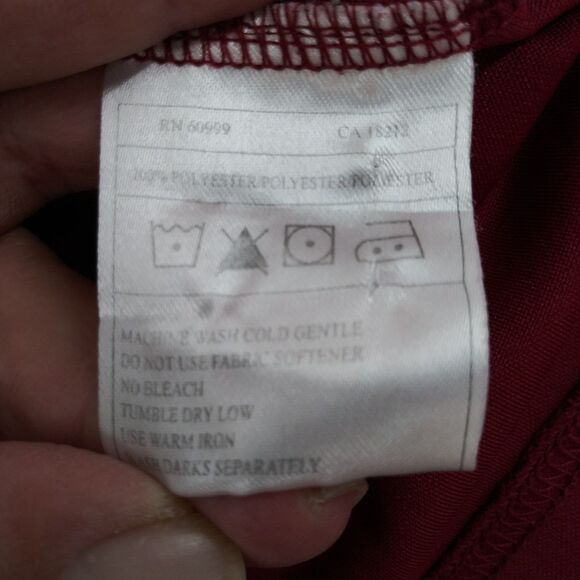 RN 60999 CA 18212
100% POLYESTER/POLYESTER/POLYESTER
MACHINE WASH COLD GENTLE
DO NOT USE FABRIC SOFTENER
NO BLEACH
TUMBLE DRY LOW
USE WARM IRON
WASH DARKS SEPARATELY